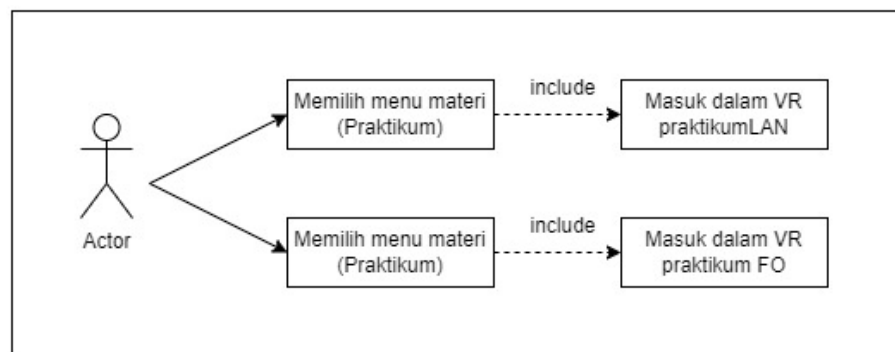 Memilih menu materi
(Praktikum)
include
Masuk dalam VR
praktikumLAN
Actor
Memilih menu materi
(Praktikum)
include
Masuk dalam VR
praktikum FO